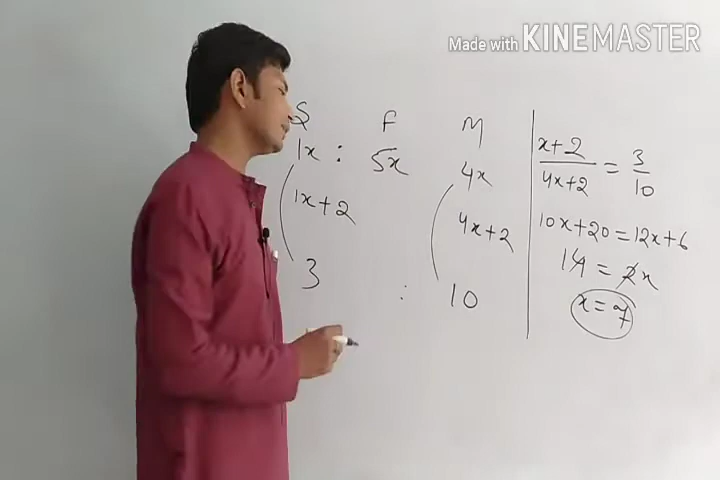 Made with KINEMASTER
S F M
1x : 5x 4x
1x+2 4x+2
3 : 10
x+2/4x+2 = 3/10
10x+20=12x+6
14 = 2x
x=7